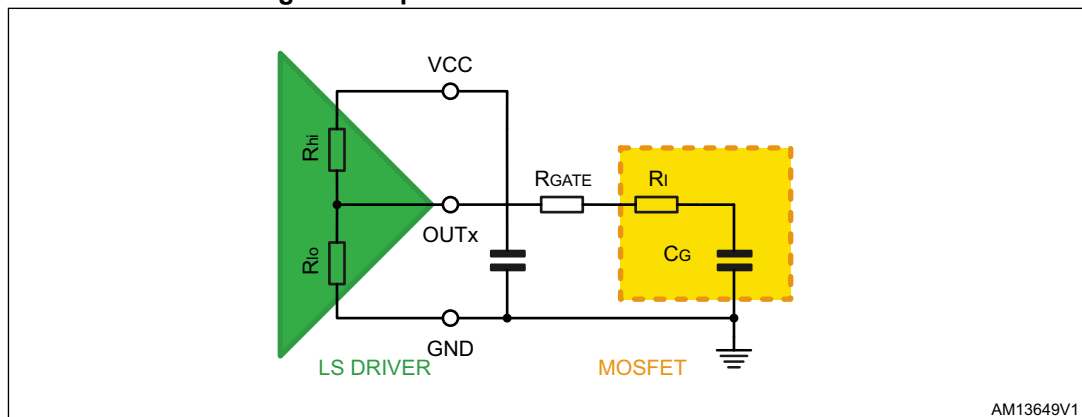 VCC
Rhi
RGATE
RI
OUTx
Rlo
CG
GND
LS DRIVER
MOSFET
AM13649V1